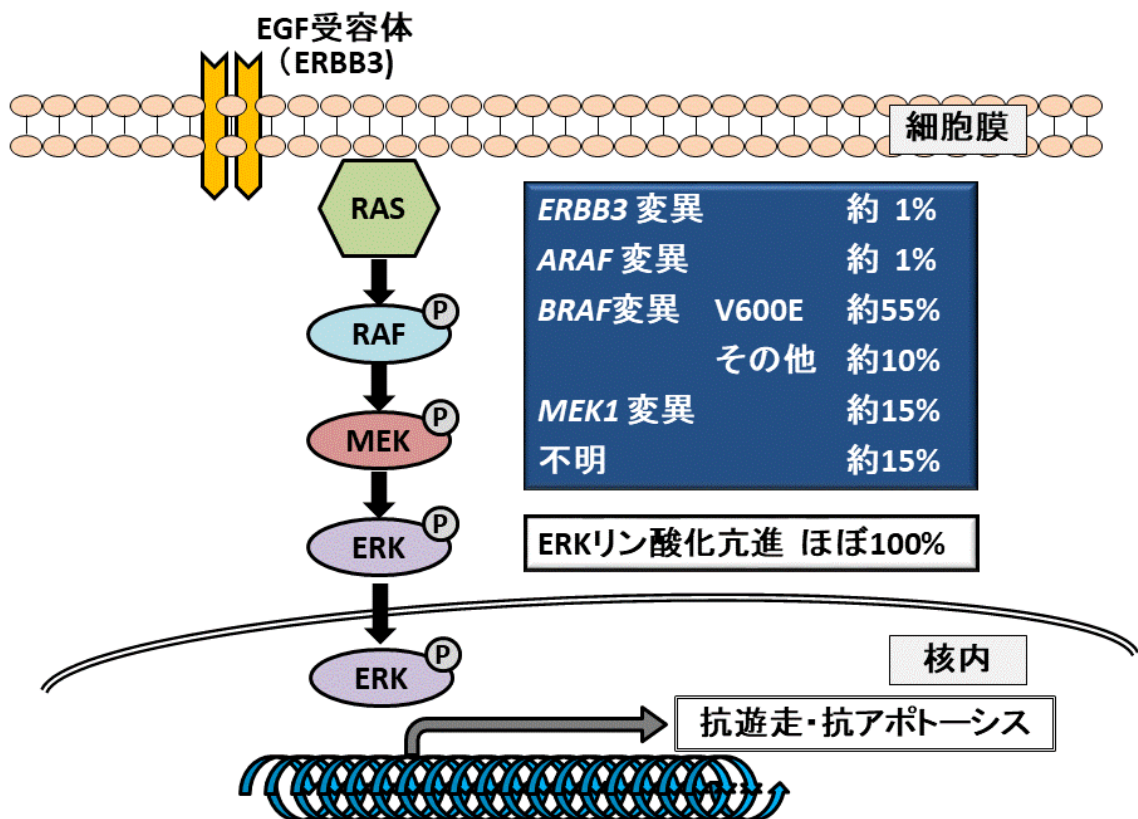 EGF受容体
（ERBB3)
細胞膜
RAS
ERBB3 変異 約 1%
ARAF 変異 約 1%
BRAF変異 V600E 約55%
その他 約10%
MEK1 変異 約15%
不明 約15%
P
RAF
P
MEK
P
ERK
ERKリン酸化亢進 ほぼ100%
核内
P
ERK
抗遊走・抗アポトーシス